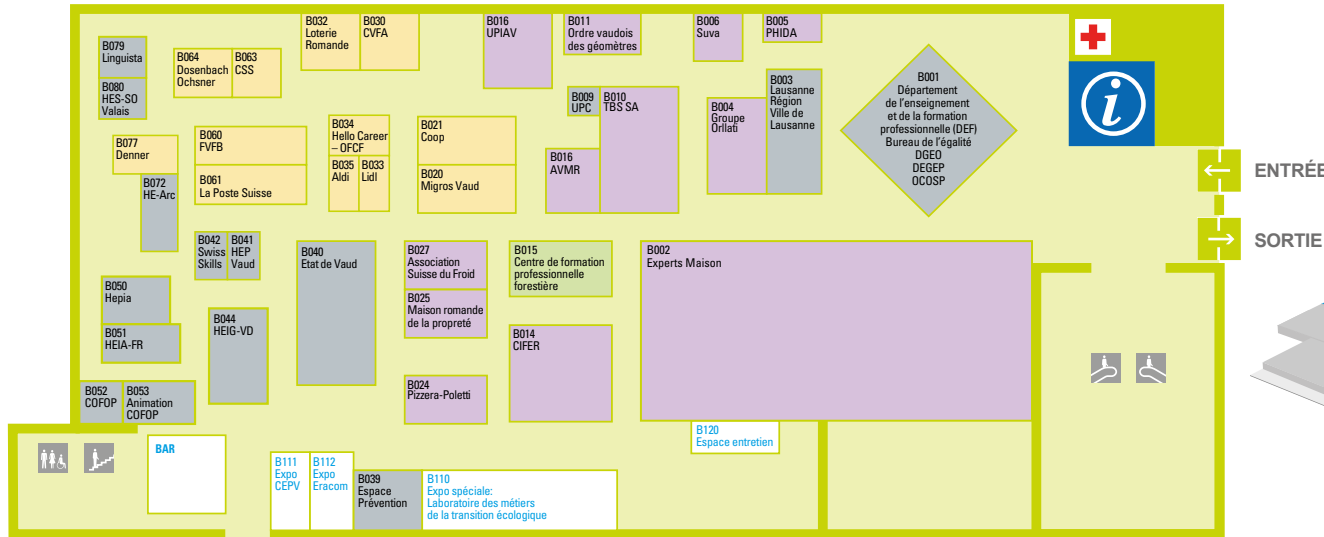 B032
Loterie
Romande
B030
CVFA
B016
UPIAV
B011
Ordre vaudois
des géomètres
B006
Suva
B005
PHIDA
B079
Linguista
B080
HES-SO
Valais
B064
Dosenbach
Ochsner
B063
CSS
B009
UPC
B010
TBS SA
B004
Groupe
Orllati
B003
Lausanne
Région
Ville de
Lausanne
B001
Département
de l'enseignement
et de la formation
professionnelle (DEF)
Bureau de l'égalité
DGEO
DEGEP
OCOSP
i
B077
Denner
B072
HE-Arc
B060
FVFB
B061
La Poste Suisse
B034
Hello Career
– OFCF
B035
Aldi
B033
Lidl
B021
Coop
B020
Migros Vaud
B016
AVMR
ENTRÉE
SORTIE
B042
Swiss
Skills
B041
HEP
Vaud
B040
Etat de Vaud
B027
Association
Suisse du Froid
B025
Maison romande
de la propreté
B015
Centre de formation
professionnelle
forestière
B002
Experts Maison
B050
Hepia
B051
HEIA-FR
B044
HEIG-VD
B014
CIFER
B052
COFOP
B053
Animation
COFOP
B024
Pizzera-Poletti
B120
Espace entretien
BAR
B111
Expo
CEPV
B112
Expo
Eracom
B039
Espace
Prévention
B110
Expo spéciale:
Laboratoire des métiers
de la transition écologique